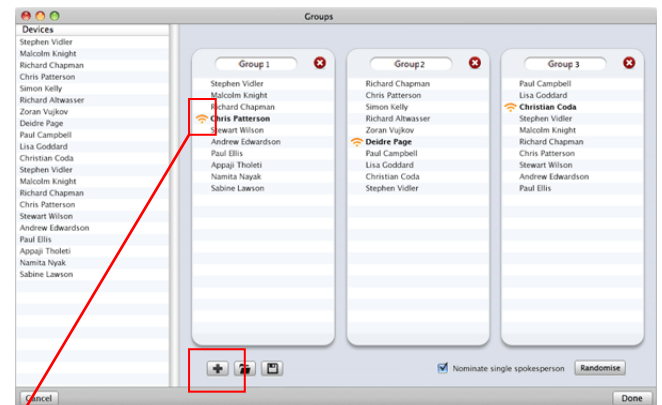 Groups
Devices
Stephen Vidler
Malcolm Knight
Richard Chapman
Chris Patterson
Simon Kelly
Richard Altwasser
Zoran Vujkov
Deidre Page
Paul Campbell
Lisa Goddard
Christian Coda
Stephen Vidler
Malcolm Knight
Richard Chapman
Chris Patterson
Stewart Wilson
Andrew Edwardson
Paul Ellis
Appaji Tholeti
Namita Nyak
Sabine Lawson
Group 1
Stephen Vidler
Malcolm Knight
Richard Chapman
Chris Patterson
Stewart Wilson
Andrew Edwardson
Paul Ellis
Appaji Tholeti
Namita Nayak
Sabine Lawson
Group2
Richard Chapman
Chris Patterson
Simon Kelly
Richard Altwasser
Zoran Vujkov
Deidre Page
Paul Campbell
Lisa Goddard
Christian Coda
Stephen Vidler
Group 3
Paul Campbell
Lisa Goddard
Christian Coda
Stephen Vidler
Malcolm Knight
Richard Chapman
Chris Patterson
Stewart Wilson
Andrew Edwardson
Paul Ellis
Nominate single spokesperson
Randomise
Cancel
Done